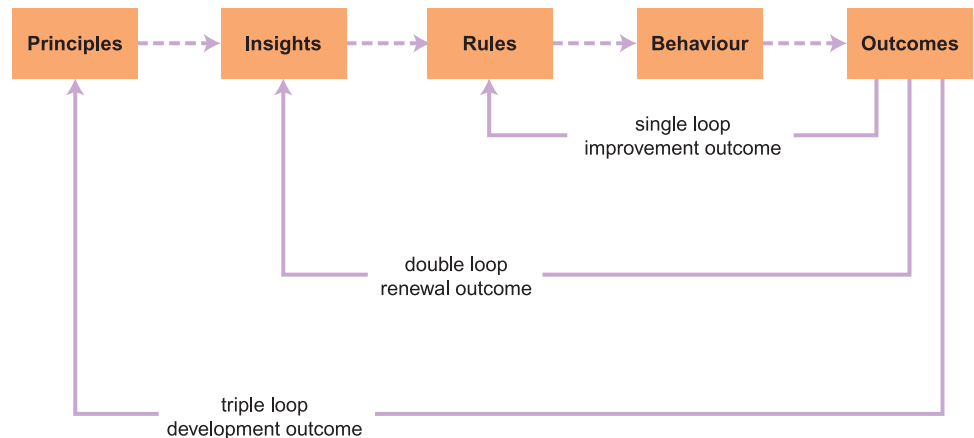 Principles
Insights
Rules
Behaviour
Outcomes
single loop
improvement outcome
double loop
renewal outcome
triple loop
development outcome